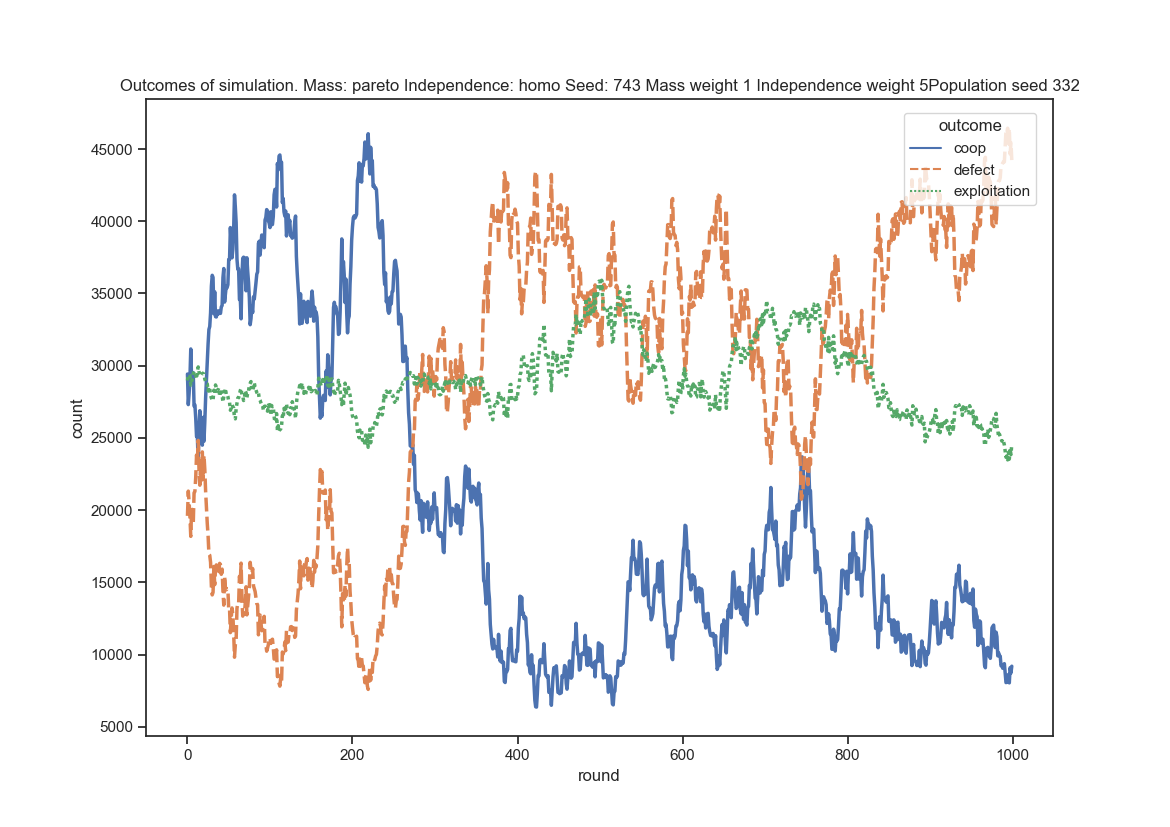 Outcomes of simulation. Mass: pareto Independence: homo Seed: 743 Mass weight 1 Independence weight 5Population seed 332
outcome
coop
defect
exploitation
45000
40000
35000
30000
25000
20000
15000
10000
5000
count
0 200 400 600 800 1000
round